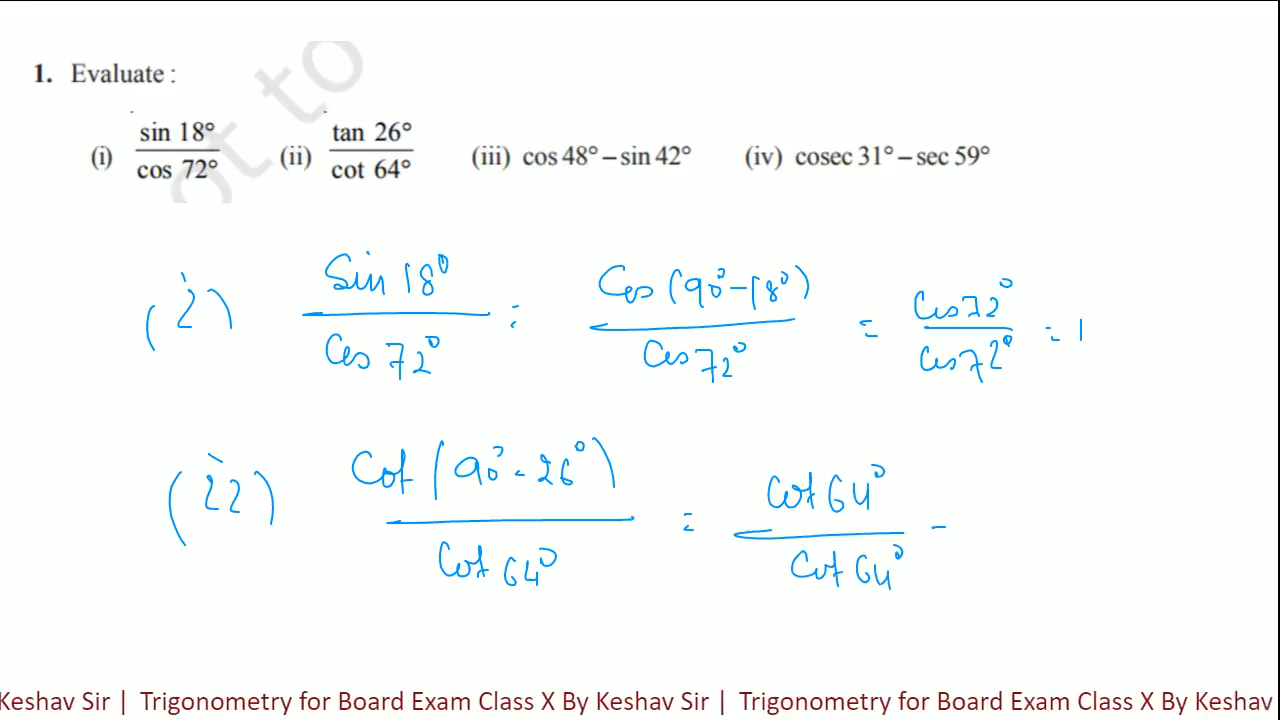 1. Evaluate :
(i) sin 18° / cos 72° (ii) tan 26° / cot 64° (iii) cos 48° – sin 42° (iv) cosec 31° – sec 59°
(i) Sin 18° / Cos 72° = Cos (90° - 18°) / Cos 72° = Cos 72° / Cos 72° = 1
(ii) Cot (90° - 26°) / Cot 64° = Cot 64° / Cot 64° -
Keshav Sir | Trigonometry for Board Exam Class X By Keshav Sir | Trigonometry for Board Exam Class X By Keshav